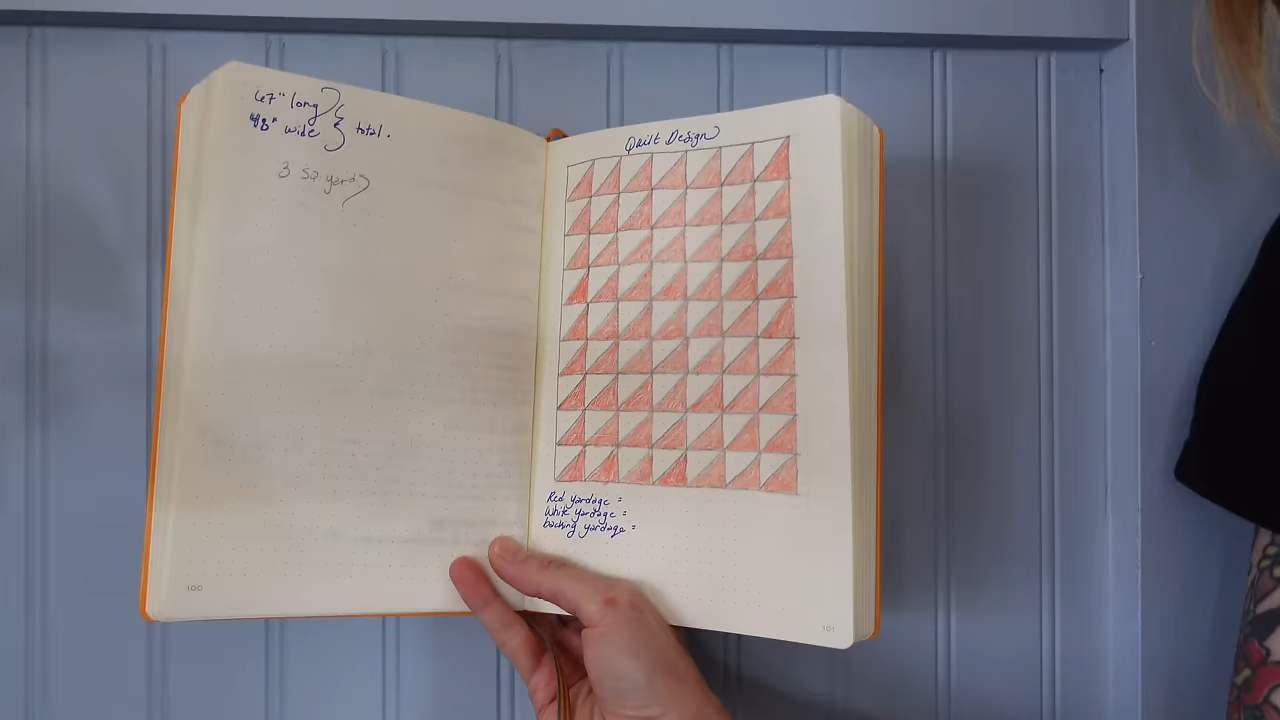 67" long
48" wide
total.
3 sq yards
100
Quilt Design
Red yardage =
White yardage =
backing yardage =
101